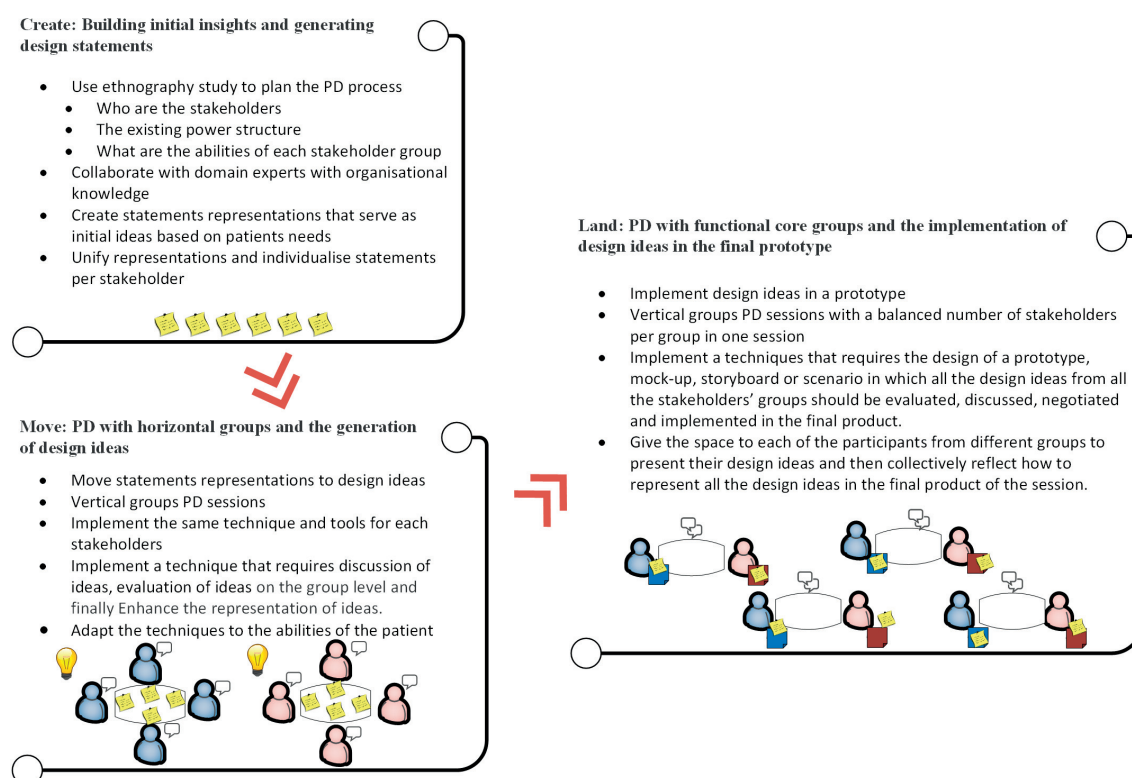 Create: Building initial insights and generating
design statements
• Use ethnography study to plan the PD process
• Who are the stakeholders
• The existing power structure
• What are the abilities of each stakeholder group
• Collaborate with domain experts with organisational
knowledge
• Create statements representations that serve as
initial ideas based on patients needs
• Unify representations and individualise statements
per stakeholder
Move: PD with horizontal groups and the generation
of design ideas
• Move statements representations to design ideas
• Vertical groups PD sessions
• Implement the same technique and tools for each
stakeholders
• Implement a technique that requires discussion of
ideas, evaluation of ideas on the group level and
finally Enhance the representation of ideas.
• Adapt the techniques to the abilities of the patient
Land: PD with functional core groups and the implementation of
design ideas in the final prototype
• Implement design ideas in a prototype
• Vertical groups PD sessions with a balanced number of stakeholders
per group in one session
• Implement a techniques that requires the design of a prototype,
mock-up, storyboard or scenario in which all the design ideas from all
the stakeholders’ groups should be evaluated, discussed, negotiated
and implemented in the final product.
• Give the space to each of the participants from different groups to
present their design ideas and then collectively reflect how to
represent all the design ideas in the final product of the session.